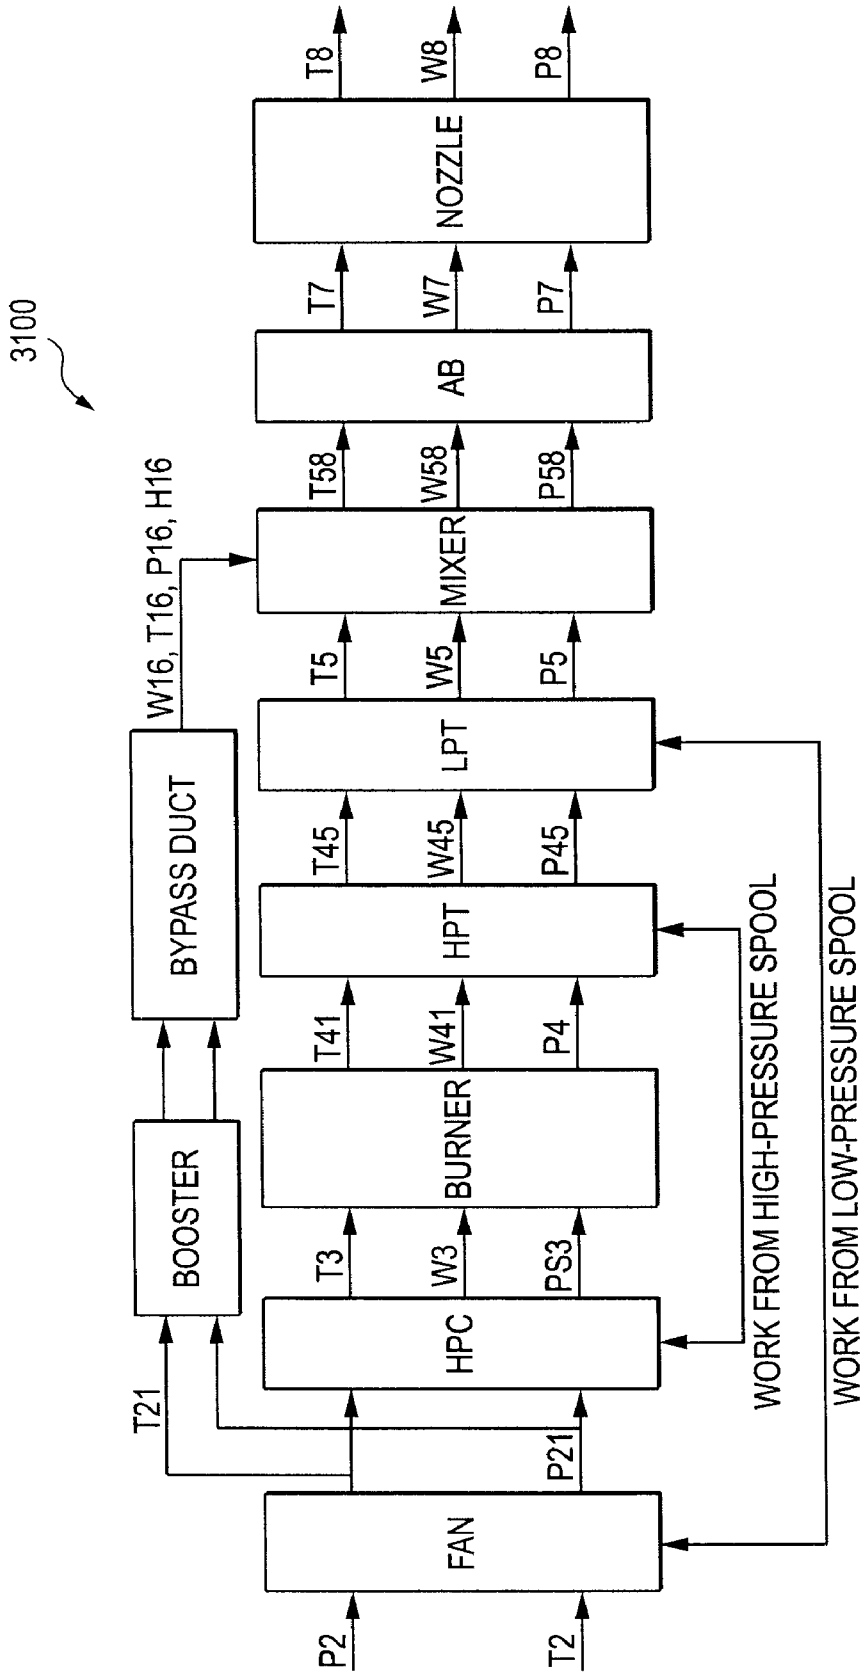 3100
P2
T2
FAN
T21
P21
BOOSTER
BYPASS DUCT
W16, T16, P16, H16
HPC
T3
W3
PS3
BURNER
T41
W41
P4
HPT
T45
W45
P45
LPT
T5
W5
P5
MIXER
T58
W58
P58
AB
T7
W7
P7
NOZZLE
T8
W8
P8
WORK FROM HIGH-PRESSURE SPOOL
WORK FROM LOW-PRESSURE SPOOL